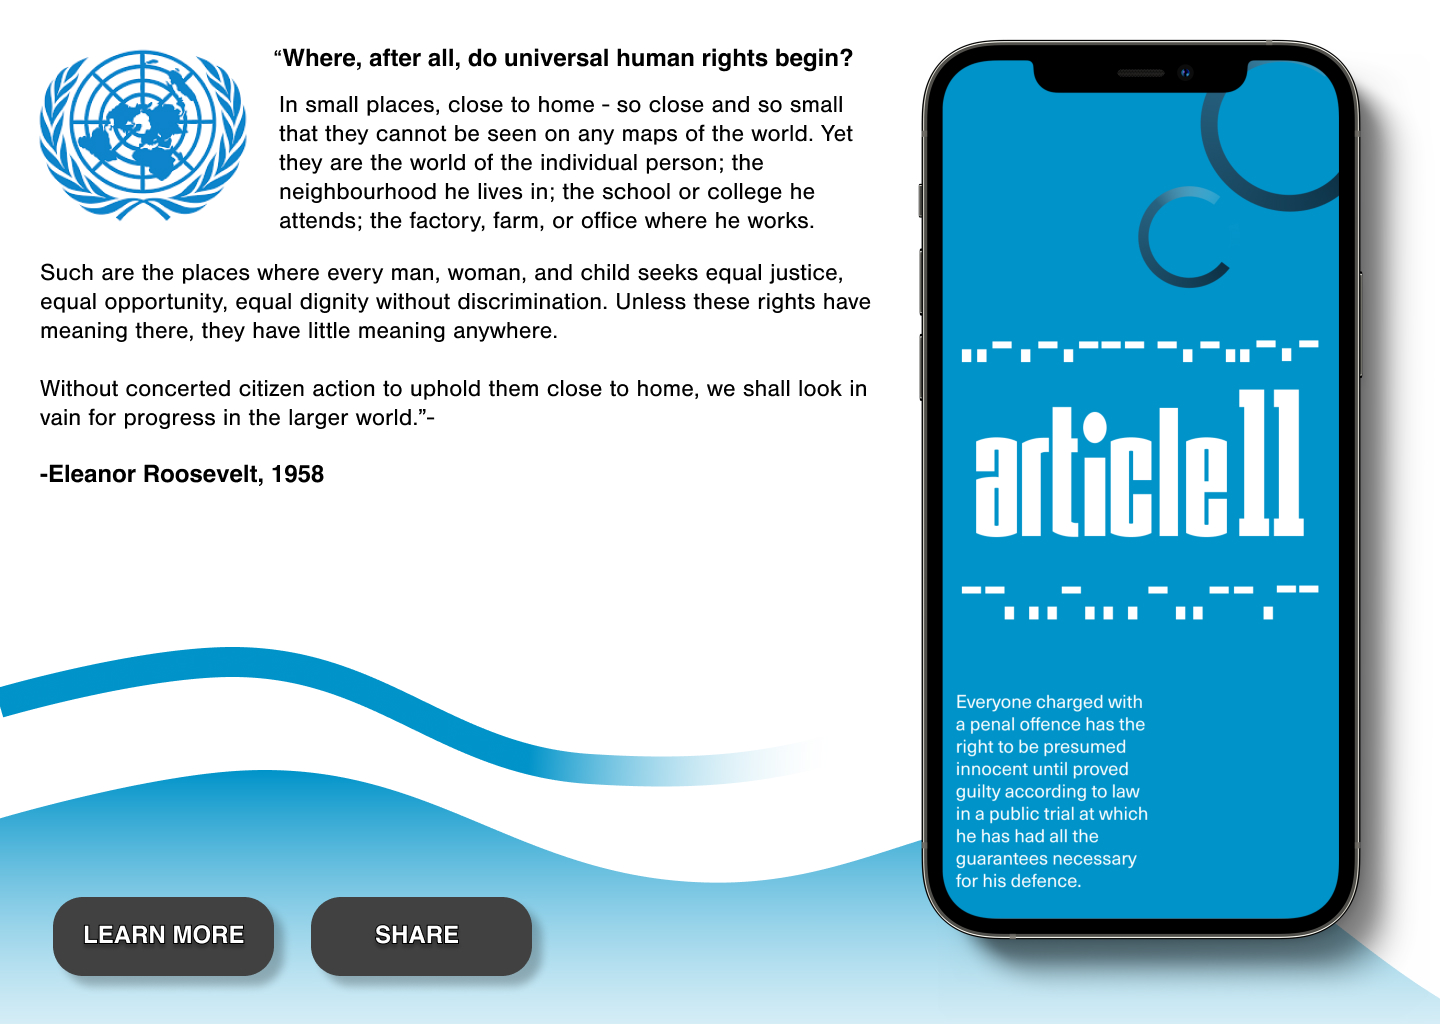 “Where, after all, do universal human rights begin?
In small places, close to home - so close and so small
that they cannot be seen on any maps of the world. Yet
they are the world of the individual person; the
neighbourhood he lives in; the school or college he
attends; the factory, farm, or office where he works.
Such are the places where every man, woman, and child seeks equal justice,
equal opportunity, equal dignity without discrimination. Unless these rights have
meaning there, they have little meaning anywhere.
Without concerted citizen action to uphold them close to home, we shall look in
vain for progress in the larger world.”-
-Eleanor Roosevelt, 1958
LEARN MORE
SHARE
article11
Everyone charged with
a penal offence has the
right to be presumed
innocent until proved
guilty according to law
in a public trial at which
he has had all the
guarantees necessary
for his defence.